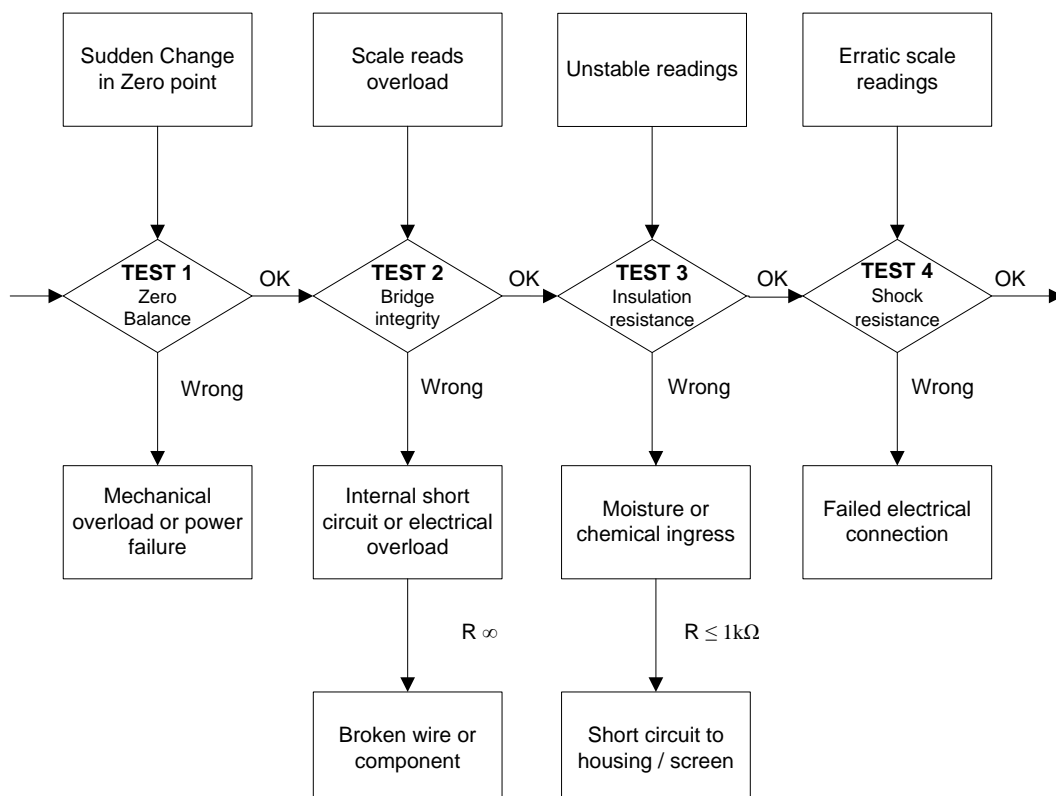 Sudden Change
in Zero point
Scale reads
overload
Unstable readings
Erratic scale
readings
TEST 1
Zero
Balance
OK
TEST 2
Bridge
integrity
OK
TEST 3
Insulation
resistance
OK
TEST 4
Shock
resistance
OK
Wrong
Wrong
Wrong
Wrong
Mechanical
overload or power
failure
Internal short
circuit or electrical
overload
Moisture or
chemical ingress
Failed electrical
connection
R ∞
R ≤ 1kΩ
Broken wire or
component
Short circuit to
housing / screen